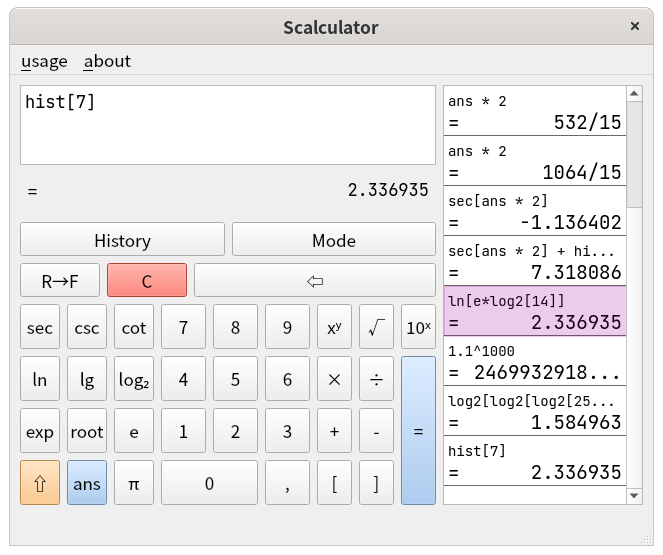 Scalculator
×
usage about
hist[7]
= 2.336935
History Mode
R→F C ⇦
sec csc cot 7 8 9 xʸ √ 10ˣ
ln lg log₂ 4 5 6 × ÷
exp root e 1 2 3 + - =
⇧ ans π 0 , [ ]
ans * 2
= 532/15
ans * 2
= 1064/15
sec[ans * 2]
= -1.136402
sec[ans * 2] + hi...
= 7.318086
ln[e*log2[14]]
= 2.336935
1.1^1000
= 2469932918...
log2[log2[log2[25...
= 1.584963
hist[7]
= 2.336935